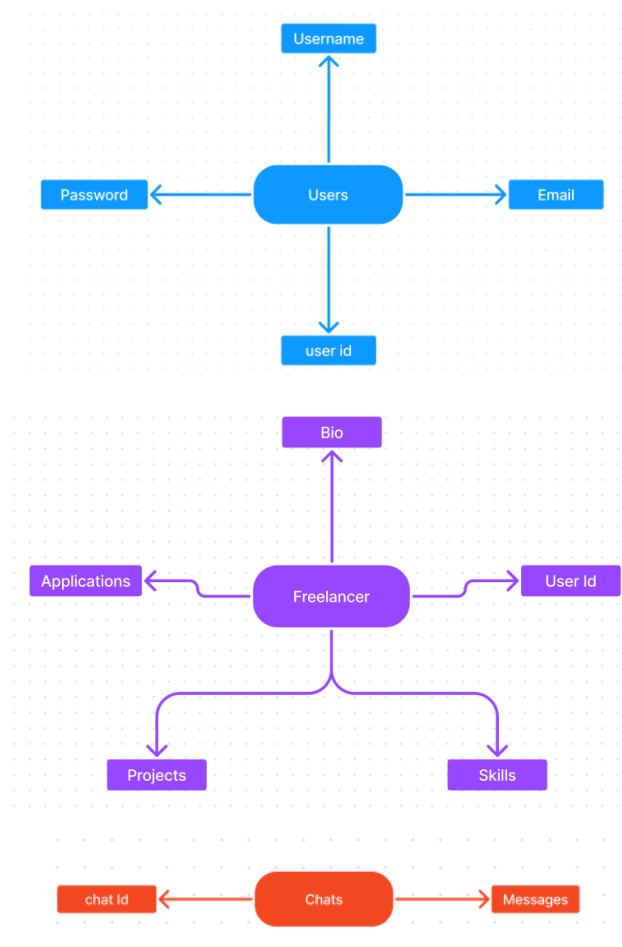 Username
Password
Users
Email
user id
Bio
Applications
Freelancer
User Id
Projects
Skills
chat Id
Chats
Messages